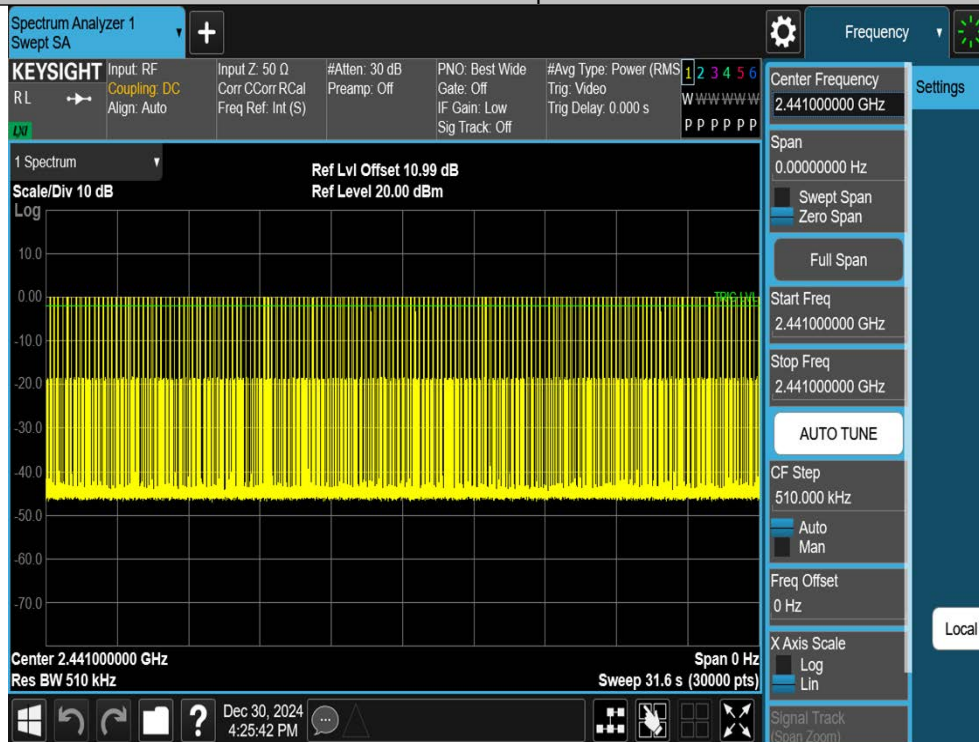 Spectrum Analyzer 1
Swept SA
+
Frequency
KEYSIGHT
RL
LXI
Input: RF
Coupling: DC
Align: Auto
Input Z: 50 Ω
Corr CCorr RCal
Freq Ref: Int (S)
#Atten: 30 dB
Preamp: Off
PNO: Best Wide
Gate: Off
IF Gain: Low
Sig Track: Off
#Avg Type: Power (RMS
Trig: Video
Trig Delay: 0.000 s
1 2 3 4 5 6
W W W W W W
P P P P P P
1 Spectrum
Scale/Div 10 dB
Log
Ref Lvl Offset 10.99 dB
Ref Level 20.00 dBm
10.0
0.00
TRIG LVL
-10.0
-20.0
-30.0
-40.0
-50.0
-60.0
-70.0
Center 2.441000000 GHz
Res BW 510 kHz
Span 0 Hz
Sweep 31.6 s (30000 pts)
Center Frequency
2.441000000 GHz
Span
0.00000000 Hz
Swept Span
Zero Span
Full Span
Start Freq
2.441000000 GHz
Stop Freq
2.441000000 GHz
AUTO TUNE
CF Step
510.000 kHz
Auto
Man
Freq Offset
0 Hz
X Axis Scale
Log
Lin
Signal Track
(Span Zoom)
Settings
Local
?
Dec 30, 2024
4:25:42 PM